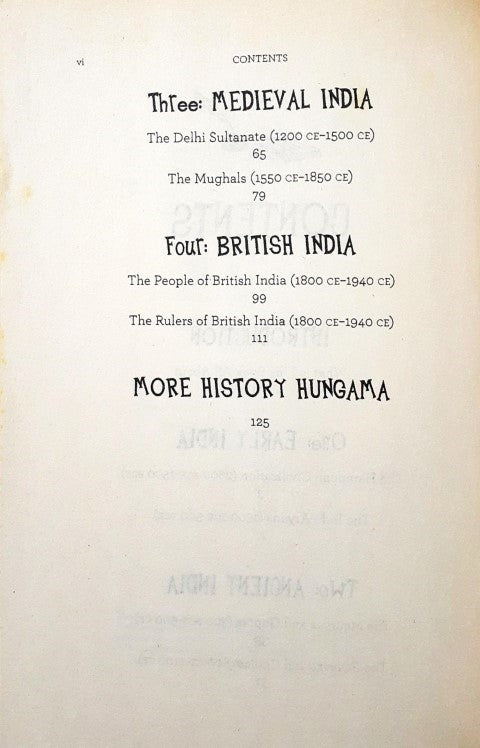 vi
CONTENTS
Three: MEDIEVAL INDIA
The Delhi Sultanate (1200 CE–1500 CE)
65
The Mughals (1550 CE–1850 CE)
79
Four: BRITISH INDIA
The People of British India (1800 CE–1940 CE)
99
The Rulers of British India (1800 CE–1940 CE)
111
MORE HISTORY HUNGAMA
125